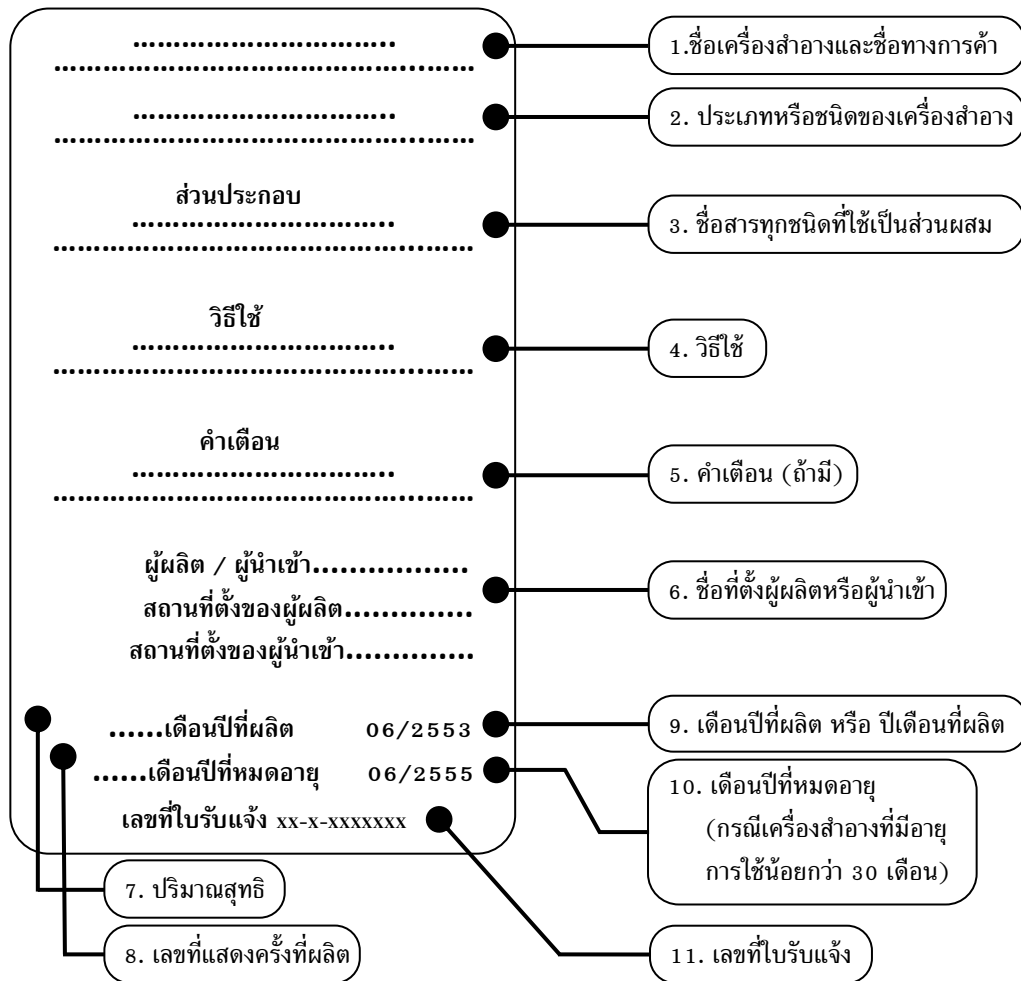 ..............................
................................................
1.ชื่อเครื่องสำอางและชื่อทางการค้า
..............................
................................................
2. ประเภทหรือชนิดของเครื่องสำอาง
ส่วนประกอบ
..............................
................................................
3. ชื่อสารทุกชนิดที่ใช้เป็นส่วนผสม
วิธีใช้
..............................
................................................
4. วิธีใช้
คำเตือน
..............................
................................................
5. คำเตือน (ถ้ามี)
ผู้ผลิต / ผู้นำเข้า.................
สถานที่ตั้งของผู้ผลิต..............
สถานที่ตั้งของผู้นำเข้า..............
6. ชื่อที่ตั้งผู้ผลิตหรือผู้นำเข้า
......เดือนปีที่ผลิต 06/2553
9. เดือนปีที่ผลิต หรือ ปีเดือนที่ผลิต
......เดือนปีที่หมดอายุ 06/2555
10. เดือนปีที่หมดอายุ
(กรณีเครื่องสำอางที่มีอายุ
การใช้น้อยกว่า 30 เดือน)
เลขที่ใบรับแจ้ง xx-x-xxxxxxx
7. ปริมาณสุทธิ
8. เลขที่แสดงครั้งที่ผลิต
11. เลขที่ใบรับแจ้ง